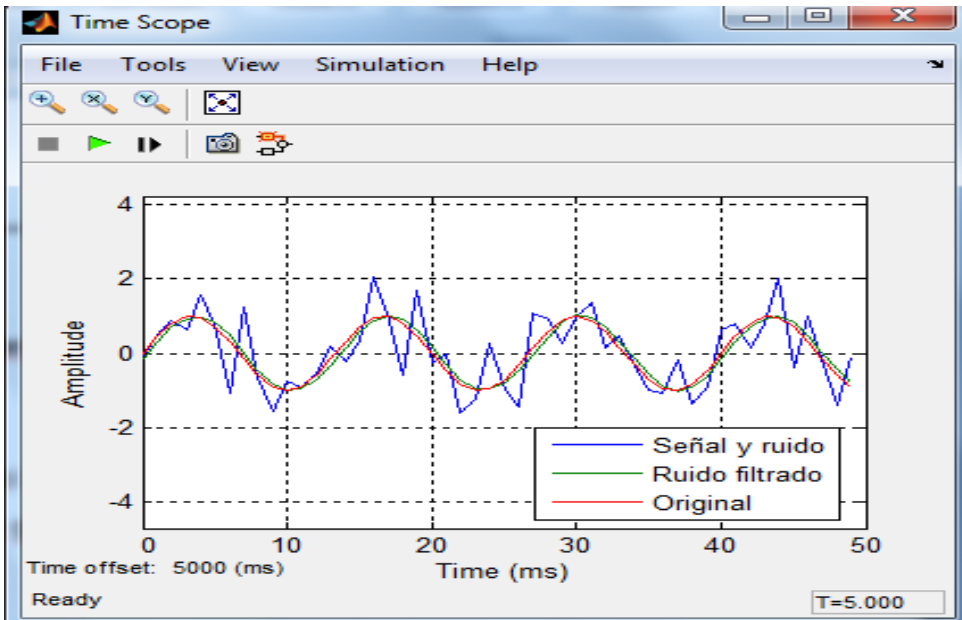 Time Scope
File Tools View Simulation Help
4
2
0
-2
-4
Amplitude
Señal y ruido
Ruido filtrado
Original
0 10 20 30 40 50
Time offset: 5000 (ms)
Time (ms)
Ready
T=5.000